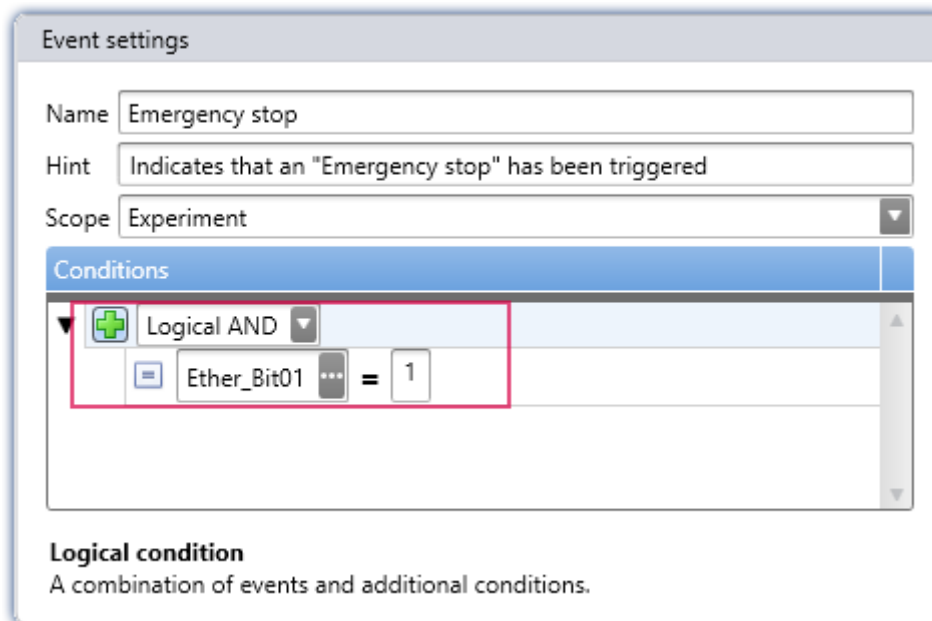 Event settings
Name Emergency stop
Hint Indicates that an "Emergency stop" has been triggered
Scope Experiment
Conditions
Logical AND
= Ether_Bit01 ... = 1
Logical condition
A combination of events and additional conditions.